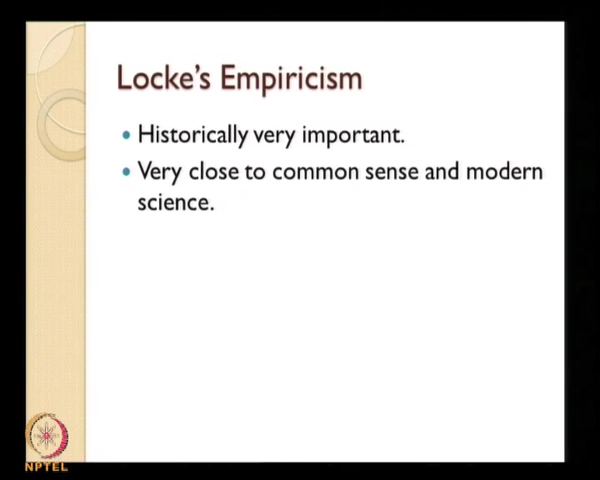 Locke's Empiricism
• Historically very important.
• Very close to common sense and modern
science.
NPTEL